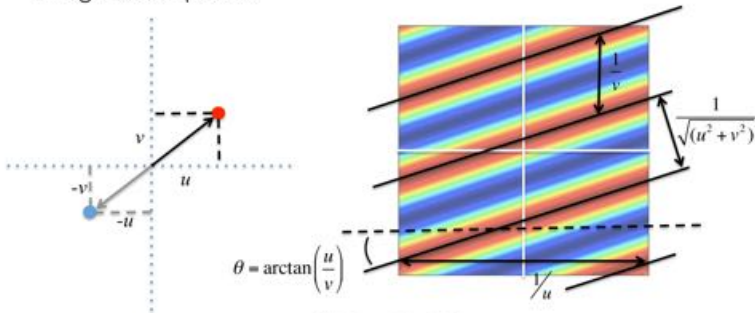 v
u
-v
-u
1/v
1/√(u² + v²)
θ = arctan(u/v)
1/u